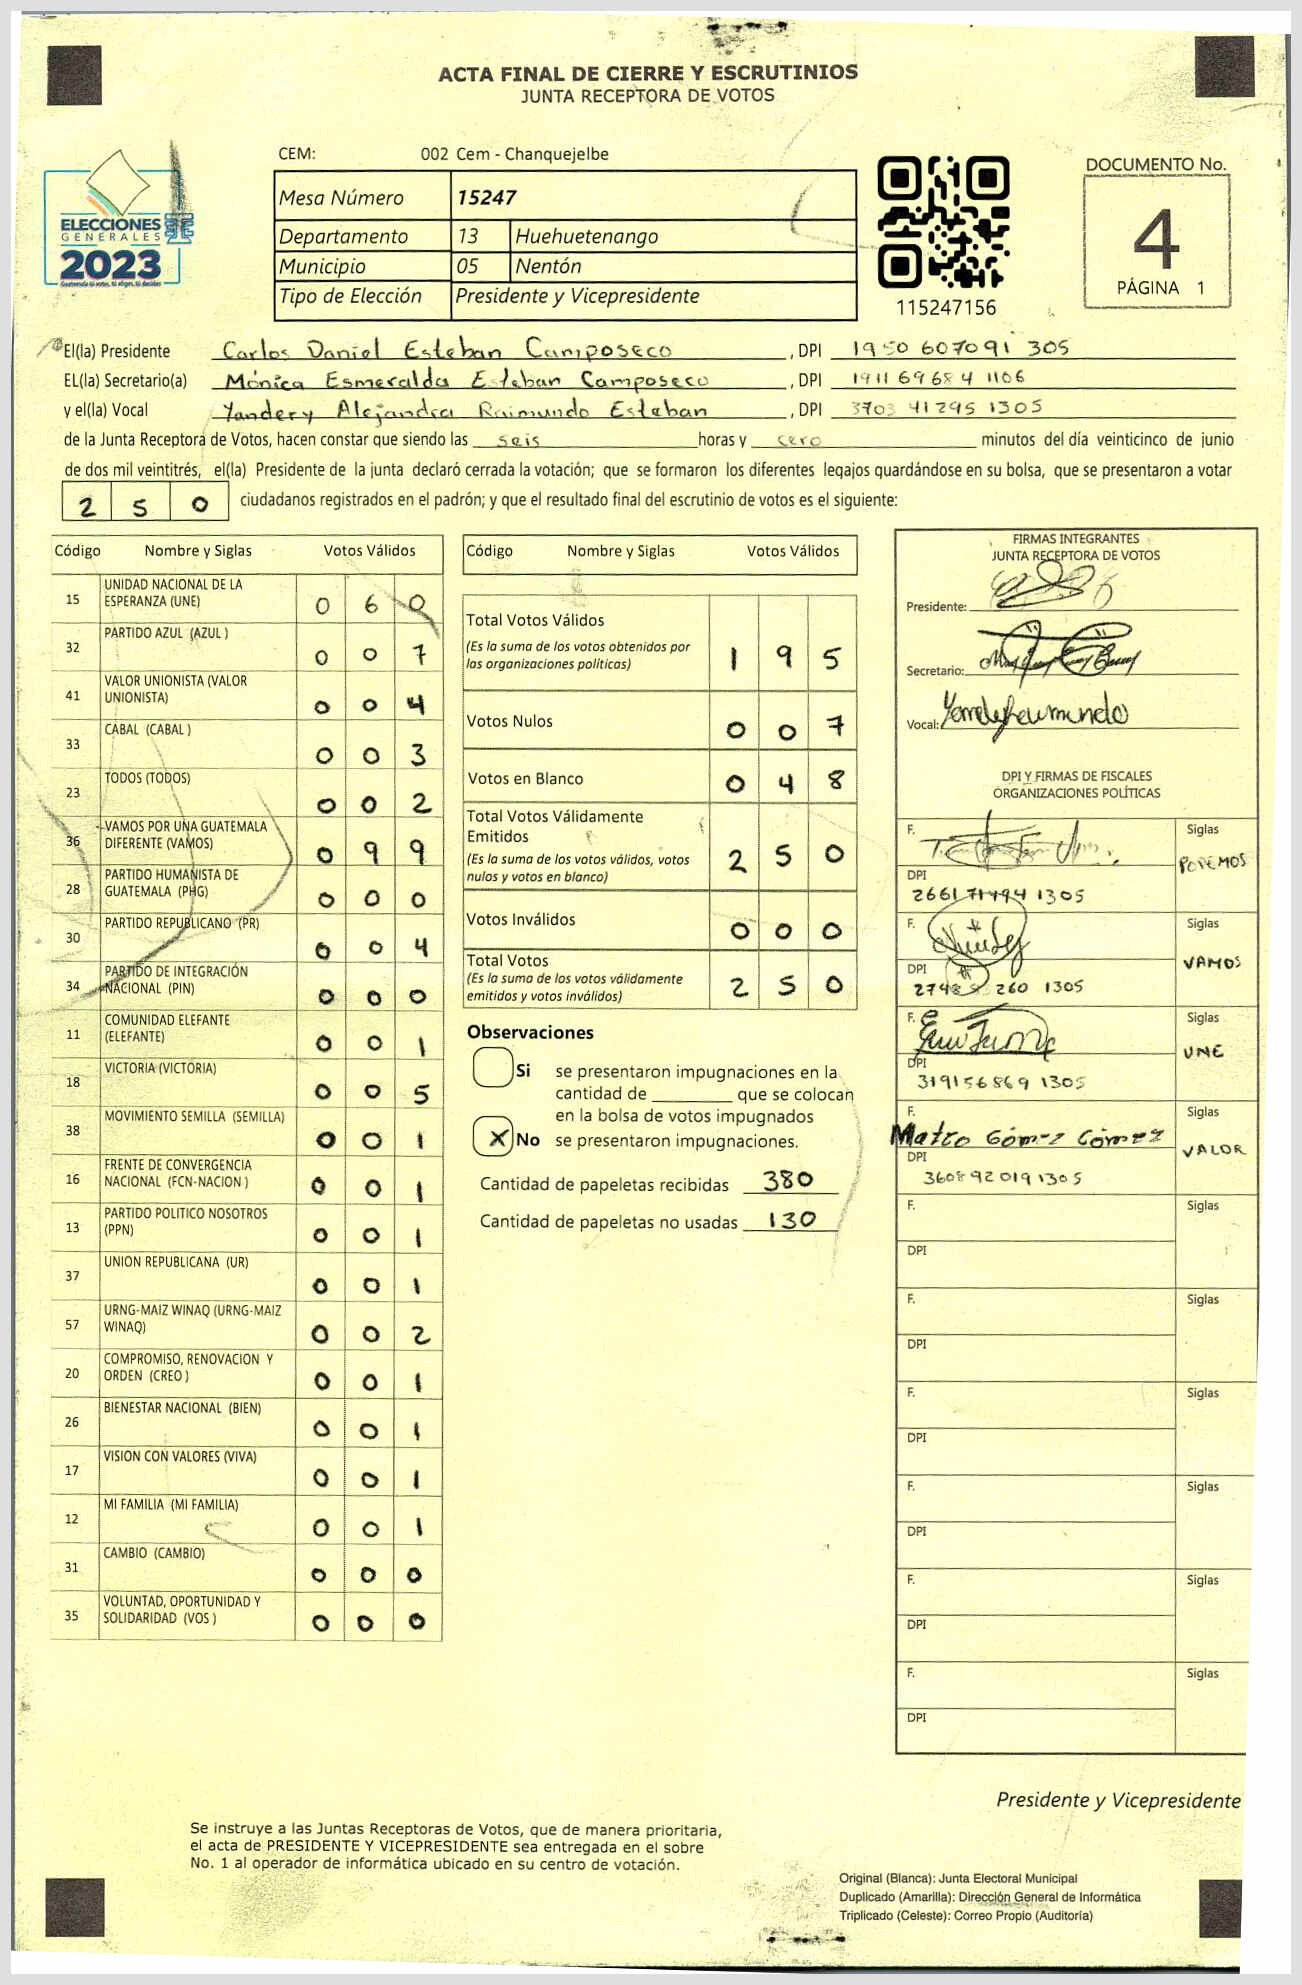 ACTA FINAL DE CIERRE Y ESCRUTINIOS
JUNTA RECEPTORA DE VOTOS
ELECCIONES
GENERALES
2023
CEM: 002 Cem - Chanquejelbe
Mesa Número 15247
Departamento 13 Huehuetenango
Municipio 05 Nentón
Tipo de Elección Presidente y Vicepresidente
115247156
DOCUMENTO No.
4
PÁGINA 1
El(la) Presidente Carlos Daniel Esteban Camposeco, DPI 1950 607091 305
EL(la) Secretario(a) Mónica Esmeralda Esteban Camposeco, DPI 1911 69684 1106
y el(la) Vocal Yandery Alejandra Raimundo Esteban, DPI 3703 41295 1305
de la Junta Receptora de Votos, hacen constar que siendo las seis horas y cero minutos del día veinticinco de junio
de dos mil veintitrés, el(la) Presidente de la junta declaró cerrada la votación; que se formaron los diferentes legajos quardándose en su bolsa, que se presentaron a votar
250 ciudadanos registrados en el padrón; y que el resultado final del escrutinio de votos es el siguiente:
Código Nombre y Siglas Votos Válidos
15 UNIDAD NACIONAL DE LA ESPERANZA (UNE) 0 6 0
32 PARTIDO AZUL (AZUL ) 0 0 7
41 VALOR UNIONISTA (VALOR UNIONISTA) 0 0 4
33 CABAL (CABAL ) 0 0 3
23 TODOS (TODOS) 0 0 2
36 VAMOS POR UNA GUATEMALA DIFERENTE (VAMOS) 0 9 9
28 PARTIDO HUMANISTA DE GUATEMALA (PHG) 0 0 0
30 PARTIDO REPUBLICANO (PR) 0 0 4
34 PARTIDO DE INTEGRACIÓN NACIONAL (PIN) 0 0 0
11 COMUNIDAD ELEFANTE (ELEFANTE) 0 0 1
18 VICTORIA (VICTORIA) 0 0 5
38 MOVIMIENTO SEMILLA (SEMILLA) 0 0 1
16 FRENTE DE CONVERGENCIA NACIONAL (FCN-NACION ) 0 0 1
13 PARTIDO POLITICO NOSOTROS (PPN) 0 0 1
37 UNION REPUBLICANA (UR) 0 0 1
57 URNG-MAIZ WINAQ (URNG-MAIZ WINAQ) 0 0 2
20 COMPROMISO, RENOVACION Y ORDEN (CREO ) 0 0 1
26 BIENESTAR NACIONAL (BIEN) 0 0 1
17 VISION CON VALORES (VIVA) 0 0 1
12 MI FAMILIA (MI FAMILIA) 0 0 1
31 CAMBIO (CAMBIO) 0 0 0
35 VOLUNTAD, OPORTUNIDAD Y SOLIDARIDAD (VOS ) 0 0 0
Código Nombre y Siglas Votos Válidos
Total Votos Válidos
(Es la suma de los votos obtenidos por las organizaciones políticas) 1 9 5
Votos Nulos 0 0 7
Votos en Blanco 0 4 8
Total Votos Válidamente Emitidos
(Es la suma de los votos válidos, votos nulos y votos en blanco) 2 5 0
Votos Inválidos 0 0 0
Total Votos
(Es la suma de los votos válidamente emitidos y votos inválidos) 2 5 0
Observaciones
Si se presentaron impugnaciones en la
cantidad de ________ que se colocan
en la bolsa de votos impugnados
X No se presentaron impugnaciones.
Cantidad de papeletas recibidas 380
Cantidad de papeletas no usadas 130
FIRMAS INTEGRANTES
JUNTA RECEPTORA DE VOTOS
Presidente:
Secretario:
Vocal:
DPI Y FIRMAS DE FISCALES
ORGANIZACIONES POLÍTICAS
F. Siglas
PODEMOS
DPI
2661 71494 1305
F. Siglas
VAMOS
DPI
260 1305
F. Siglas
UNE
DPI
319156869 1305
F. Siglas
Mateo Gómez Gómez VALOR
DPI
3608 92019 1305
F. Siglas
DPI
F. Siglas
DPI
F. Siglas
DPI
F. Siglas
DPI
F. Siglas
DPI
F. Siglas
DPI
Presidente y Vicepresidente
Se instruye a las Juntas Receptoras de Votos, que de manera prioritaria,
el acta de PRESIDENTE Y VICEPRESIDENTE sea entregada en el sobre
No. 1 al operador de informática ubicado en su centro de votación.
Original (Blanca): Junta Electoral Municipal
Duplicado (Amarilla): Dirección General de Informática
Triplicado (Celeste): Correo Propio (Auditoría)